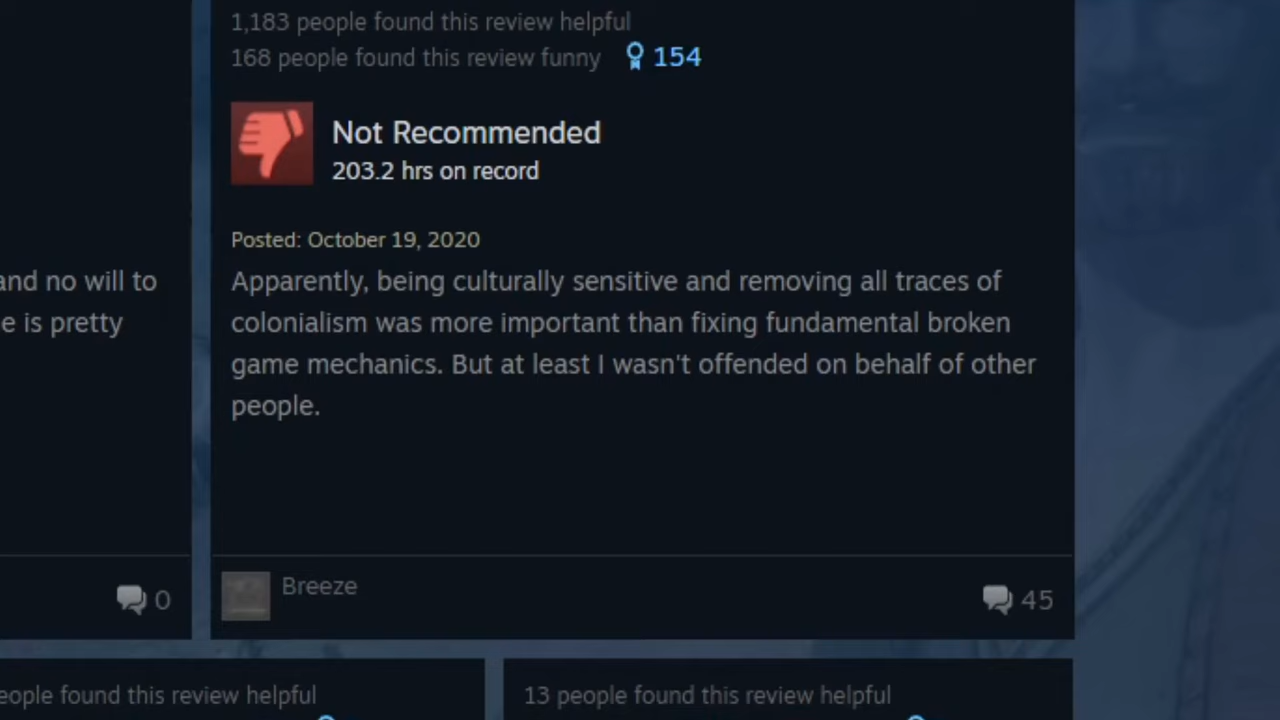 1,183 people found this review helpful
168 people found this review funny 154
Not Recommended
203.2 hrs on record
Posted: October 19, 2020
Apparently, being culturally sensitive and removing all traces of
colonialism was more important than fixing fundamental broken
game mechanics. But at least I wasn't offended on behalf of other
people.
Breeze
45
and no will to
e is pretty
0
eople found this review helpful
13 people found this review helpful